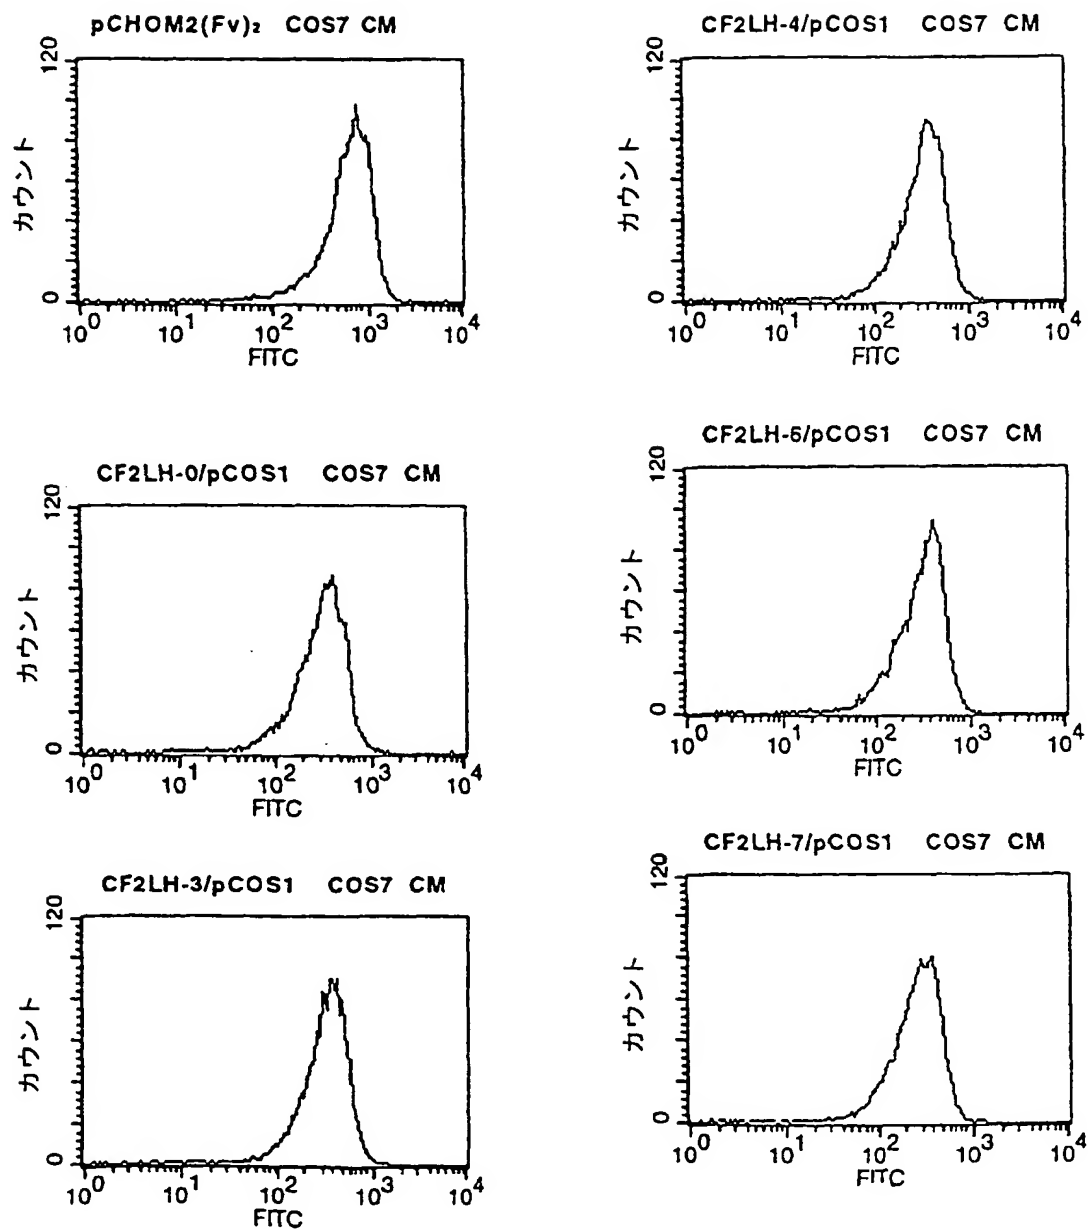 pCHOM2(Fv)₂ COS7 CM
120
カウント
0
10⁰ 10¹ 10² 10³ 10⁴
FITC
CF2LH-0/pCOS1 COS7 CM
120
カウント
0
10⁰ 10¹ 10² 10³ 10⁴
FITC
CF2LH-3/pCOS1 COS7 CM
120
カウント
0
10⁰ 10¹ 10² 10³ 10⁴
FITC
CF2LH-4/pCOS1 COS7 CM
120
カウント
0
10⁰ 10¹ 10² 10³ 10⁴
FITC
CF2LH-6/pCOS1 COS7 CM
120
カウント
0
10⁰ 10¹ 10² 10³ 10⁴
FITC
CF2LH-7/pCOS1 COS7 CM
120
カウント
0
10⁰ 10¹ 10² 10³ 10⁴
FITC